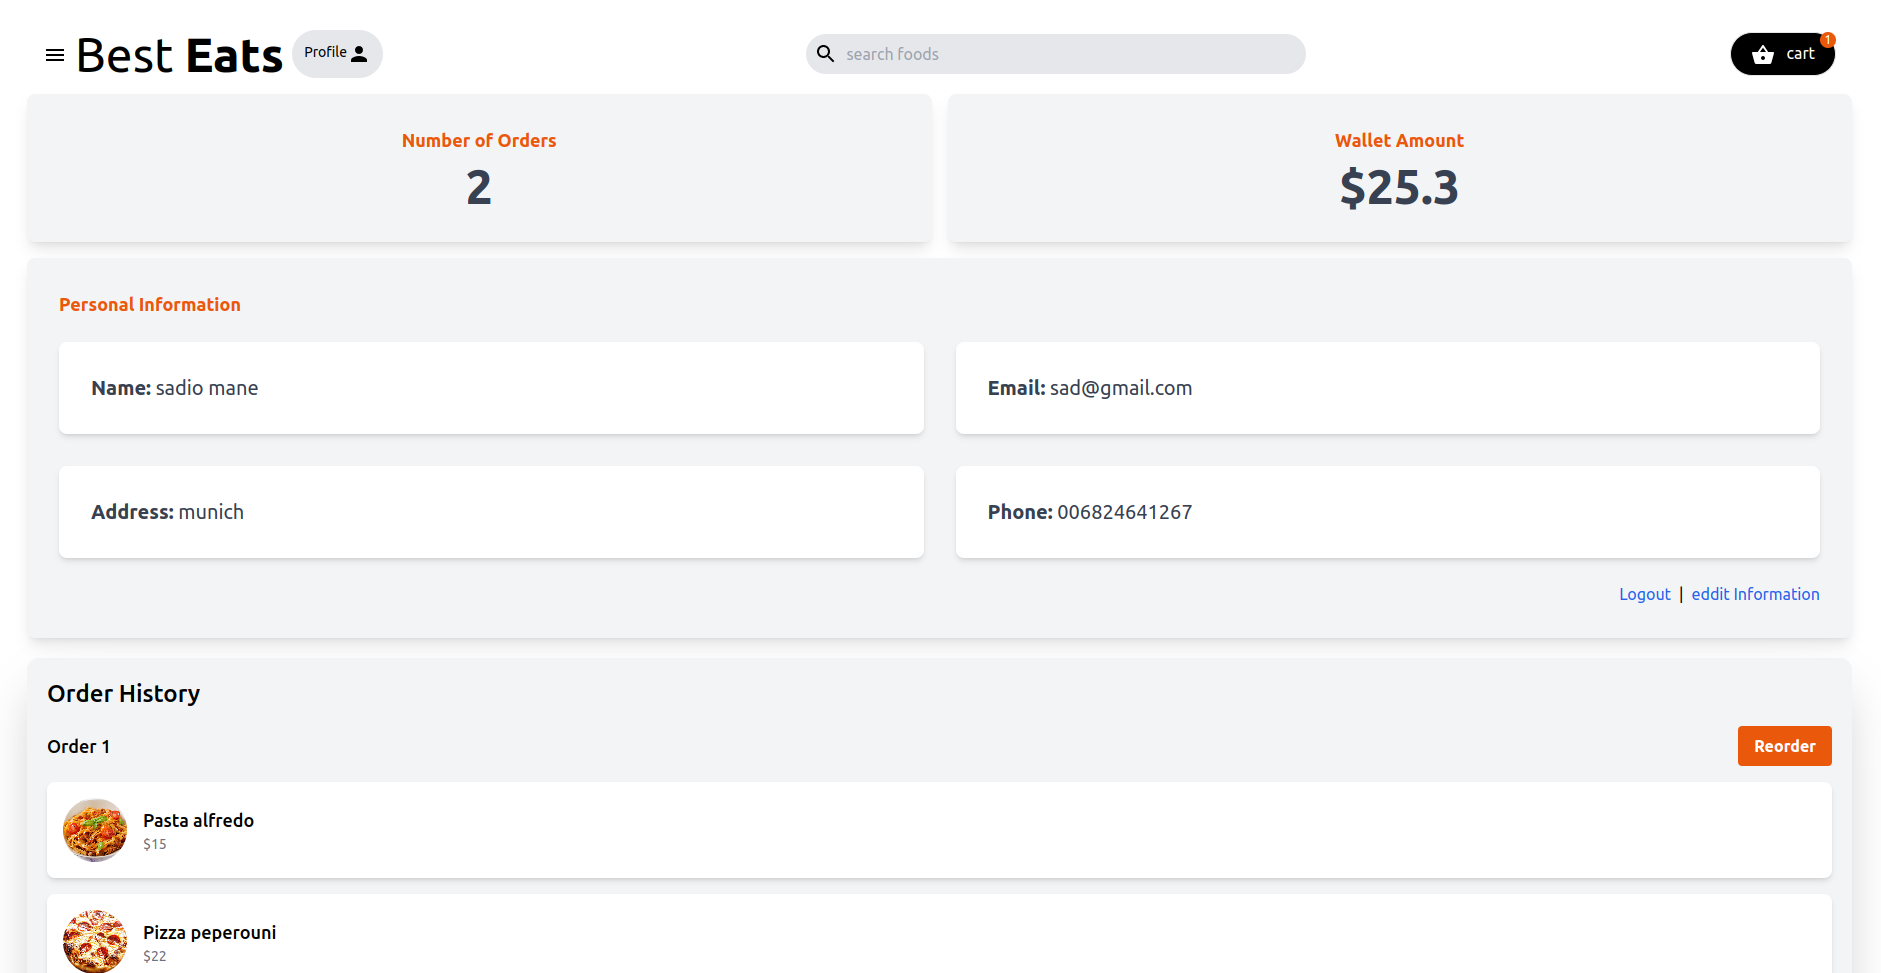 Best Eats
Profile
search foods
cart
1
Number of Orders
2
Wallet Amount
$25.3
Personal Information
Name: sadio mane
Email: sad@gmail.com
Address: munich
Phone: 006824641267
Logout | eddit Information
Order History
Order 1
Reorder
Pasta alfredo
$15
Pizza peperouni
$22